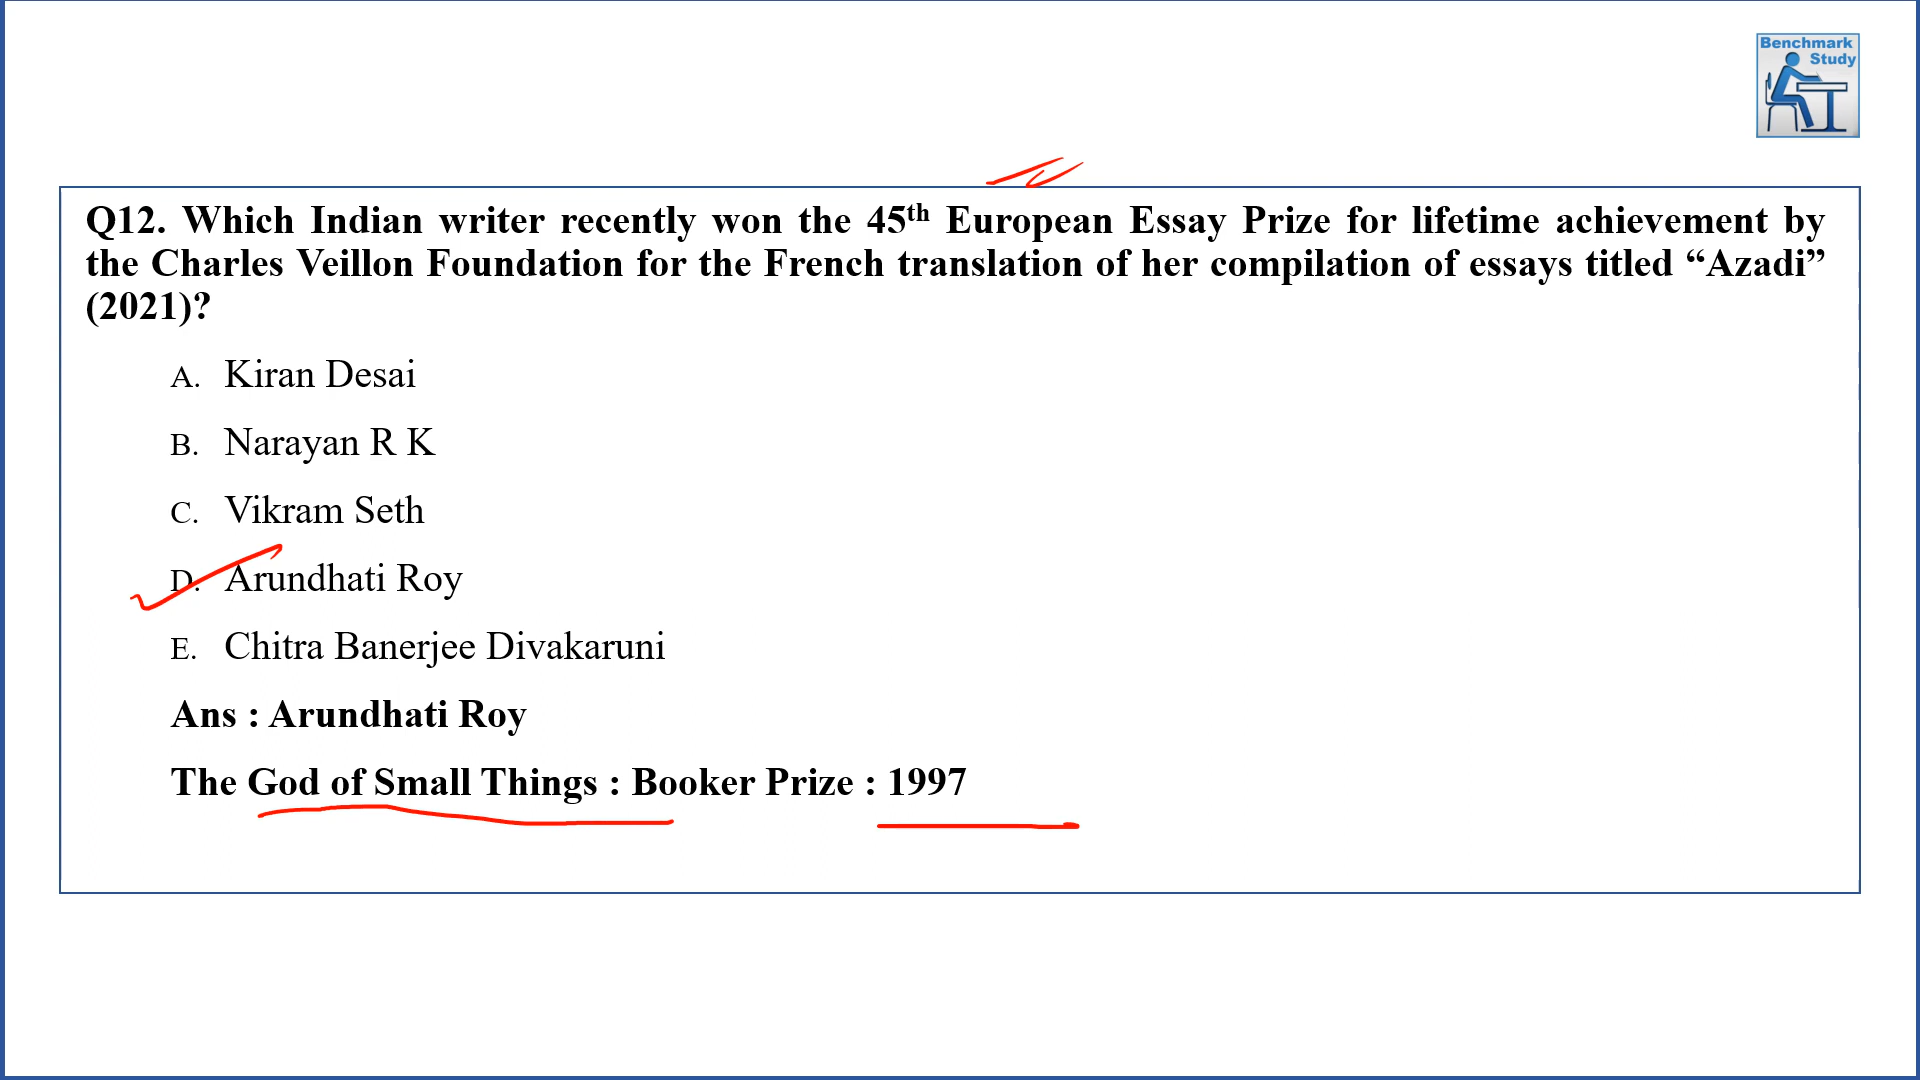 Benchmark
Study
Q12. Which Indian writer recently won the 45th European Essay Prize for lifetime achievement by
the Charles Veillon Foundation for the French translation of her compilation of essays titled “Azadi”
(2021)?
A. Kiran Desai
B. Narayan R K
C. Vikram Seth
D. Arundhati Roy
E. Chitra Banerjee Divakaruni
Ans : Arundhati Roy
The God of Small Things : Booker Prize : 1997